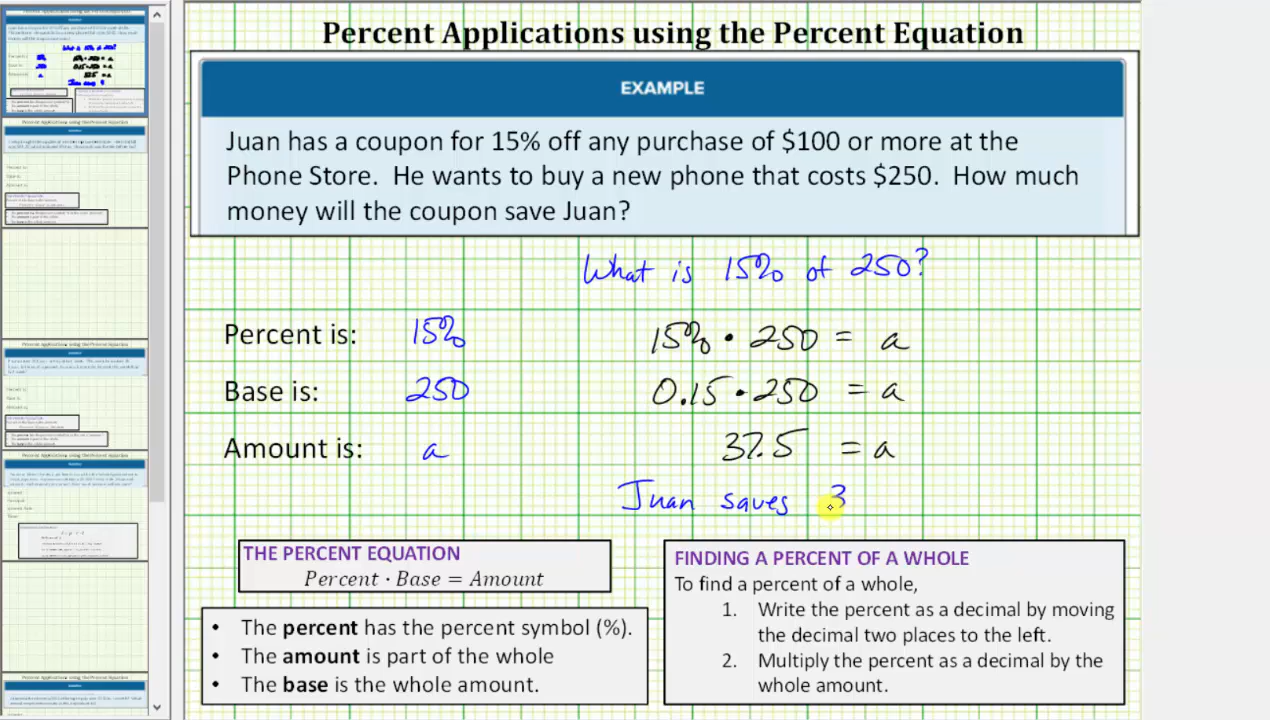 Percent Applications using the Percent Equation
EXAMPLE
Juan has a coupon for 15% off any purchase of $100 or more at the
Phone Store. He wants to buy a new phone that costs $250. How much
money will the coupon save Juan?
What is 15% of 250?
Percent is: 15% 15% · 250 = a
Base is: 250 0.15 · 250 = a
Amount is: a 37.5 = a
Juan saves 3
THE PERCENT EQUATION
Percent · Base = Amount
• The percent has the percent symbol (%).
• The amount is part of the whole
• The base is the whole amount.
FINDING A PERCENT OF A WHOLE
To find a percent of a whole,
1. Write the percent as a decimal by moving
the decimal two places to the left.
2. Multiply the percent as a decimal by the
whole amount.